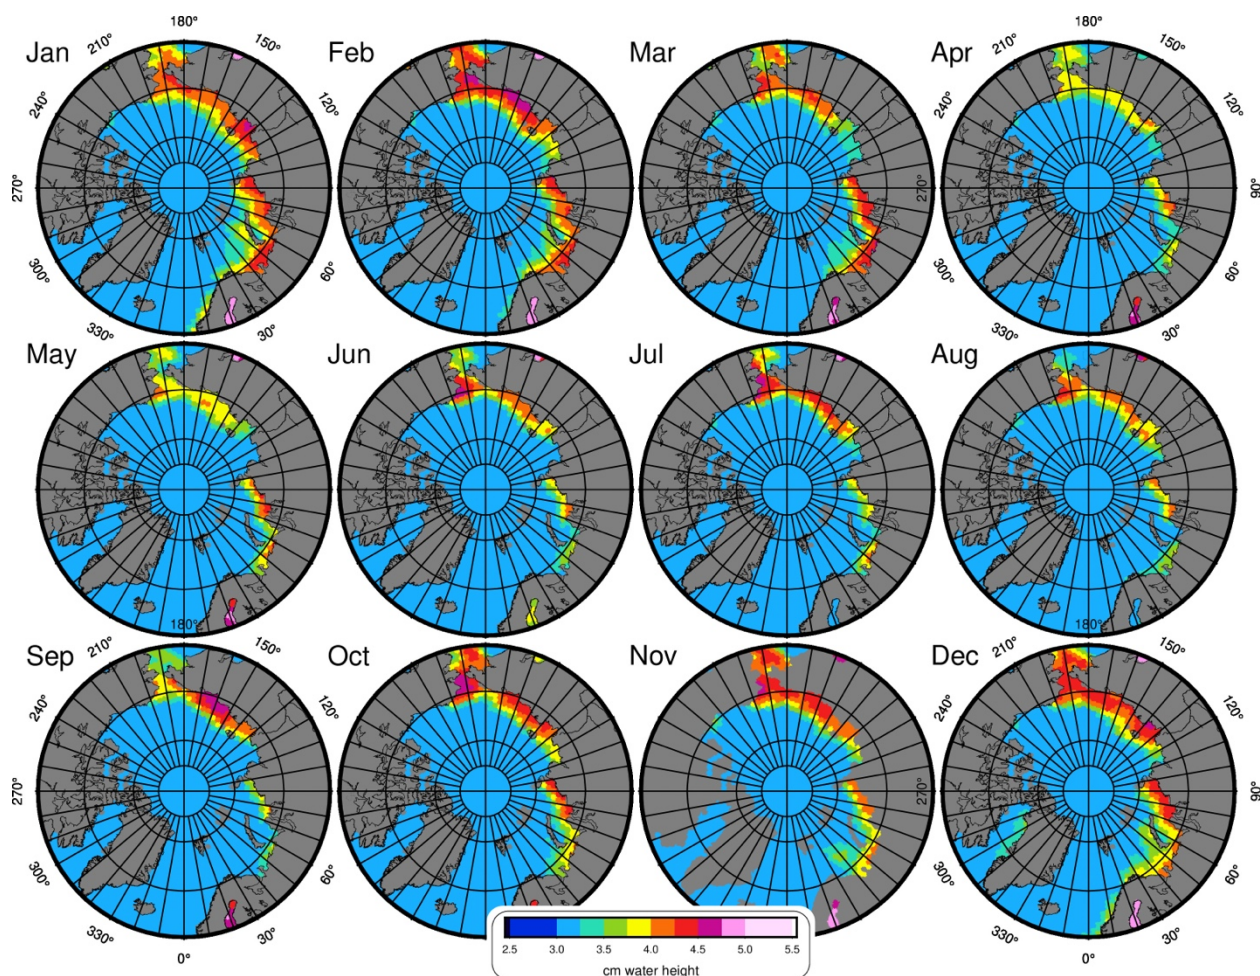 180°
210° 150° 210° 180° 150°
Jan Feb Mar Apr
240° 120° 240° 120°
270° 270° 90°
300° 60° 300° 60°
330° 30° 330° 30°
May Jun Jul Aug
180° 180°
210° 150° 210° 150°
Sep Oct Nov Dec
240° 120° 240° 120°
270° 270° 90°
300° 60° 300° 60°
330° 30° 330° 30°
0° 0°
2.5 3.0 3.5 4.0 4.5 5.0 5.5
cm water height